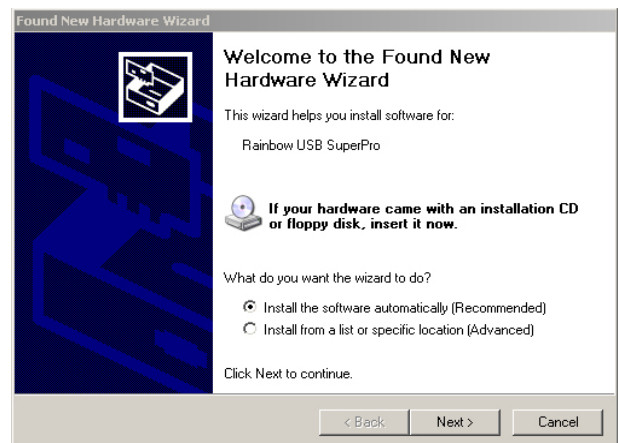 Found New Hardware Wizard
Welcome to the Found New
Hardware Wizard
This wizard helps you install software for:
Rainbow USB SuperPro
If your hardware came with an installation CD
or floppy disk, insert it now.
What do you want the wizard to do?
Install the software automatically (Recommended)
Install from a list or specific location (Advanced)
Click Next to continue.
< Back Next > Cancel